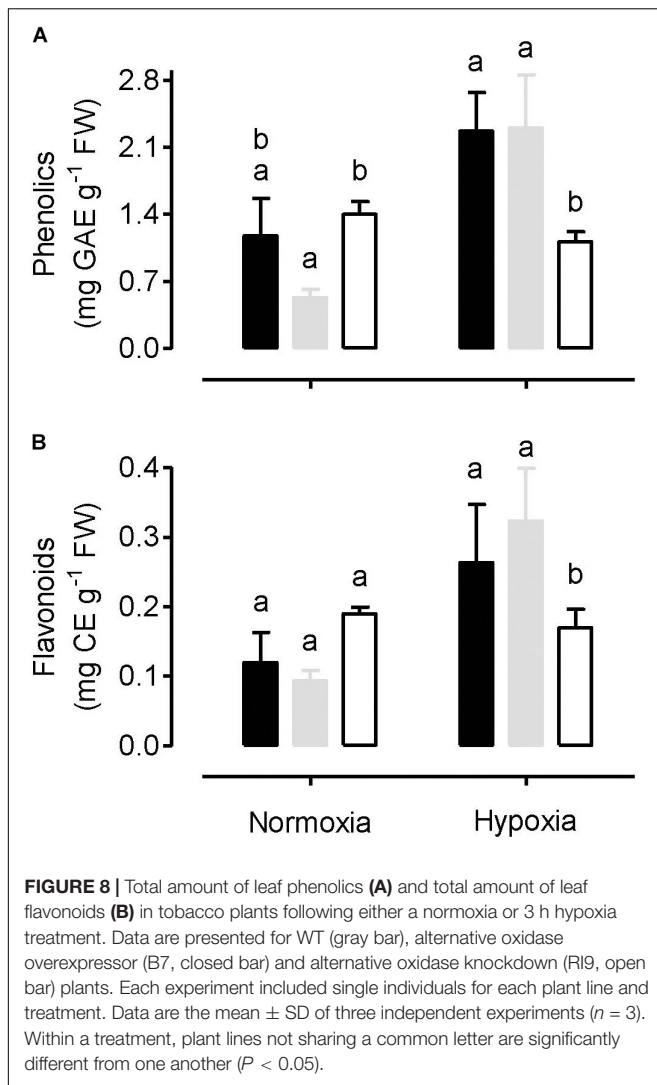 A
Phenolics
(mg GAE g⁻¹ FW)
2.8
2.1
1.4
0.7
0.0
b
a
a
b
a
a
b
B
Flavonoids
(mg CE g⁻¹ FW)
0.4
0.3
0.2
0.1
0.0
a
a
a
a
a
b
Normoxia
Hypoxia
FIGURE 8 | Total amount of leaf phenolics (A) and total amount of leaf
flavonoids (B) in tobacco plants following either a normoxia or 3 h hypoxia
treatment. Data are presented for WT (gray bar), alternative oxidase
overexpressor (B7, closed bar) and alternative oxidase knockdown (RI9, open
bar) plants. Each experiment included single individuals for each plant line and
treatment. Data are the mean ± SD of three independent experiments (n = 3).
Within a treatment, plant lines not sharing a common letter are significantly
different from one another (P < 0.05).